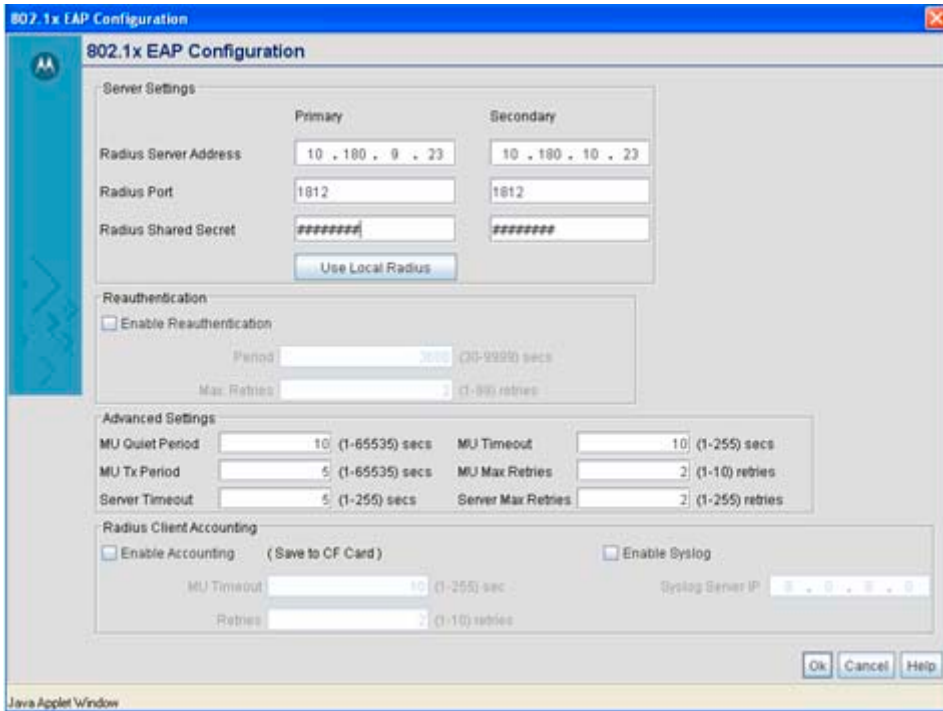 802.1x EAP Configuration
802.1x EAP Configuration
Server Settings
Primary Secondary
Radius Server Address 10 . 180 . 9 . 23 10 . 180 . 10 . 23
Radius Port 1812 1812
Radius Shared Secret ######## ########
Use Local Radius
Reauthentication
Enable Reauthentication
Period 3600 (30-9999) secs
Max. Retries 2 (1-99) retries
Advanced Settings
MU Quiet Period 10 (1-65535) secs MU Timeout 10 (1-255) secs
MU Tx Period 5 (1-65535) secs MU Max Retries 2 (1-10) retries
Server Timeout 5 (1-255) secs Server Max Retries 2 (1-255) retries
Radius Client Accounting
Enable Accounting ( Save to CF Card ) Enable Syslog
MU Timeout 10 (1-255) sec Syslog Server IP 0 . 0 . 0 . 0
Retries 2 (1-10) retries
Ok Cancel Help
Java Applet Window